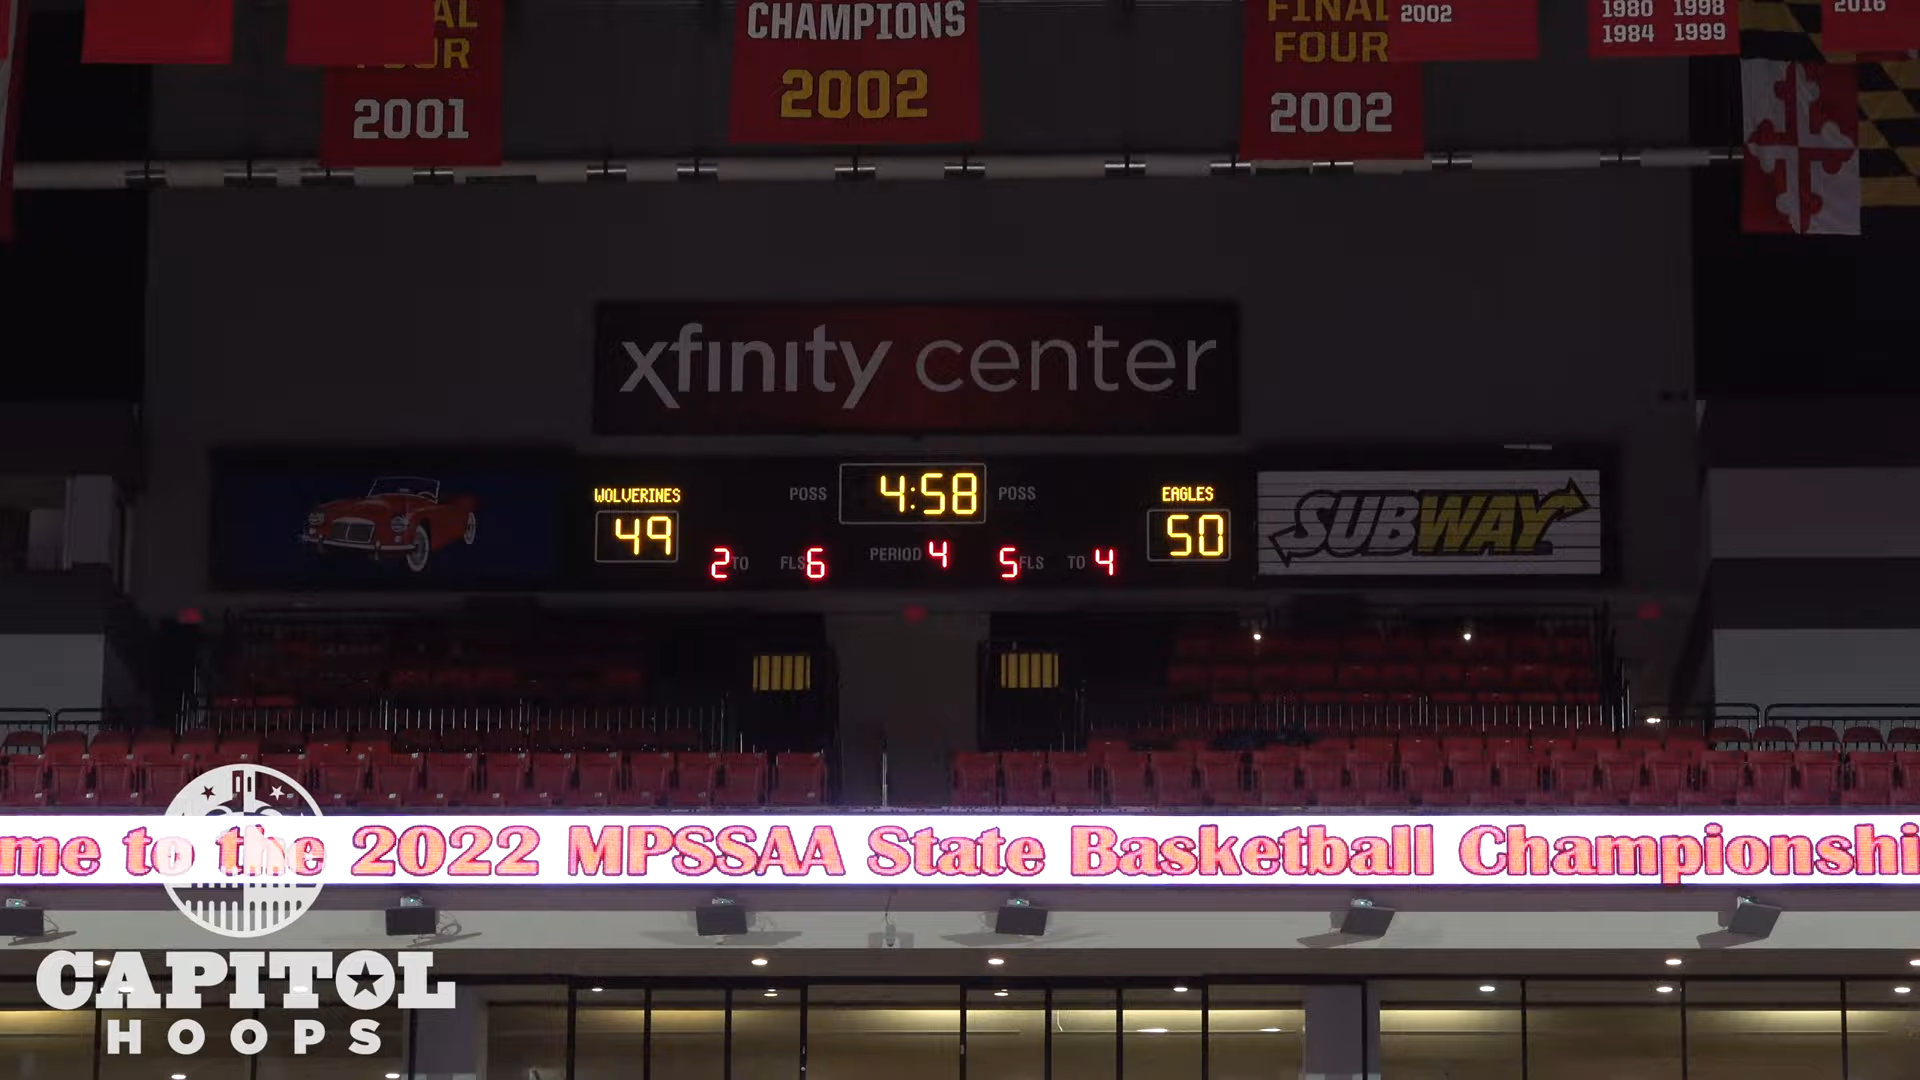 AL
OUR
2001
CHAMPIONS
2002
FINAL
FOUR
2002
2002
1980 1998
1984 1999
2016
xfinity center
WOLVERINES
49
POSS
4:58
POSS
EAGLES
50
2 TO
FLS 6
PERIOD 4
5 FLS
TO 4
SUBWAY
me to the 2022 MPSSAA State Basketball Championshi
CAPITOL
HOOPS